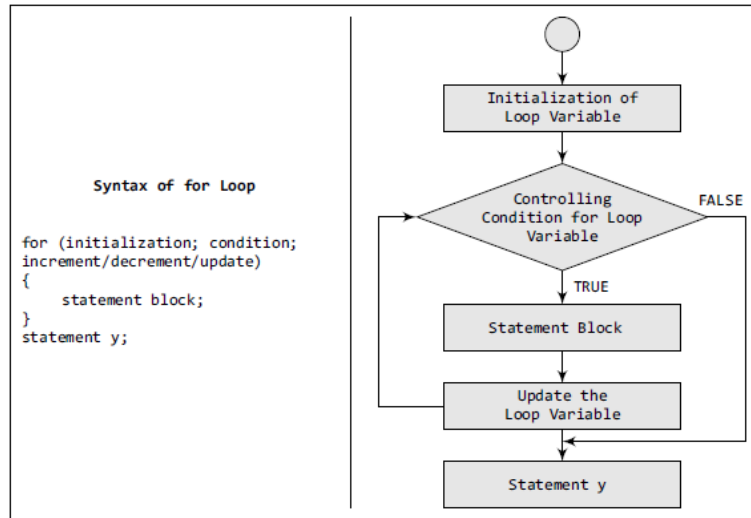 Syntax of for Loop
for (initialization; condition;
increment/decrement/update)
{
statement block;
}
statement y;
Initialization of
Loop Variable
Controlling
Condition for Loop
Variable
FALSE
TRUE
Statement Block
Update the
Loop Variable
Statement y